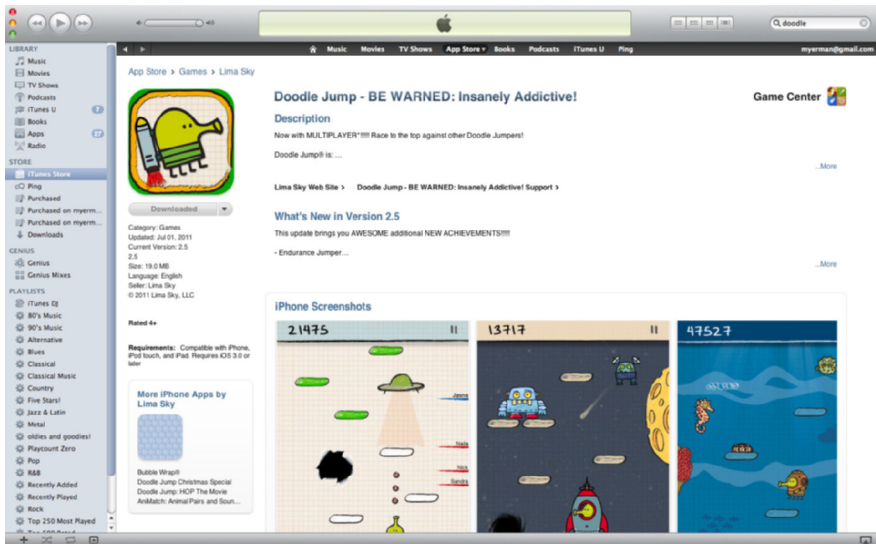 doodle
LIBRARY
Music
Movies
TV Shows
Podcasts
iTunes U
Books
Apps
Radio
STORE
iTunes Store
Ping
Purchased
Purchased on myerm...
Purchased on myerm...
Downloads
GENIUS
Genius
Genius Mixes
PLAYLISTS
iTunes DJ
80's Music
90's Music
Alternative
Blues
Classical
Classical Music
Country
Five Stars!
Jazz & Latin
Metal
oldies and goodies!
Playcount Zero
Pop
R&B
Recently Added
Recently Played
Rock
Top 250 Most Played
Music Movies TV Shows App Store Books Podcasts iTunes U Ping myerman@gmail.com
App Store > Games > Lima Sky
Downloaded
Category: Games
Updated: Jul 01, 2011
Current Version: 2.5
2.5
Size: 19.0 MB
Language: English
Seller: Lima Sky
© 2011 Lima Sky, LLC
Rated 4+
Requirements: Compatible with iPhone,
iPod touch, and iPad. Requires iOS 3.0 or
later
More iPhone Apps by
Lima Sky
Bubble Wrap®
Doodle Jump Christmas Special
Doodle Jump: HOP The Movie
AniMatch: Animal Pairs and Soun...
Doodle Jump - BE WARNED: Insanely Addictive!
Game Center
Description
Now with MULTIPLAYER*!!!!! Race to the top against other Doodle Jumpers!
Doodle Jump® is: ...
...More
Lima Sky Web Site > Doodle Jump - BE WARNED: Insanely Addictive! Support >
What's New in Version 2.5
This update brings you AWESOME additional NEW ACHIEVEMENTS!!!!!
- Endurance Jumper...
...More
iPhone Screenshots
21475
13717
47527
Nick
Sandra